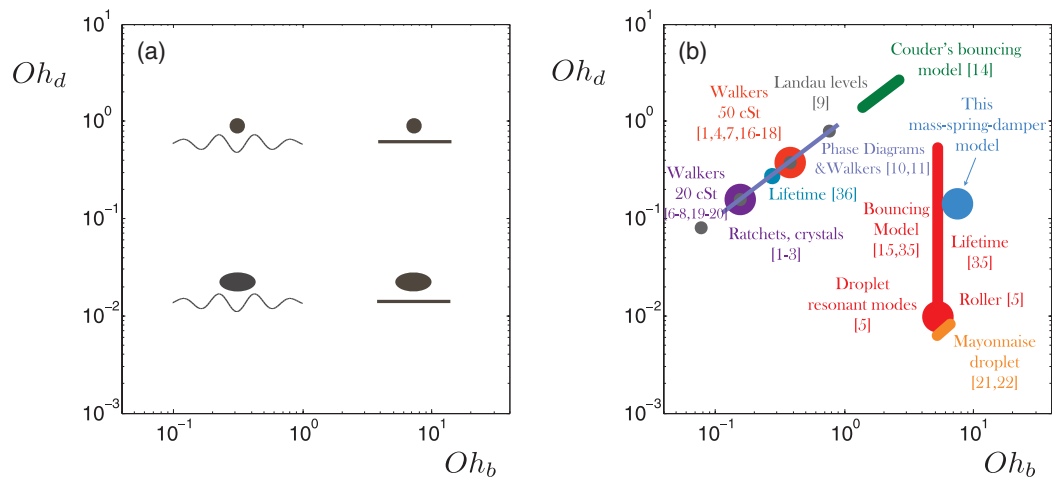 (a)
Oh_d
10^1
10^0
10^-1
10^-2
10^-3
10^-1
10^0
10^1
Oh_b
(b)
Oh_d
10^1
10^0
10^-1
10^-2
10^-3
10^-1
10^0
10^1
Oh_b
Couder's bouncing
model [14]
Landau levels
[9]
Walkers
50 cSt
[1,4,7,16-18]
This
mass-spring-damper
model
Phase Diagrams
&Walkers [10,11]
Walkers
20 cSt
[6-8,19-20]
Lifetime [36]
Ratchets, crystals
[1-3]
Bouncing
Model
[15,35]
Lifetime
[35]
Droplet
resonant modes
[5]
Roller [5]
Mayonnaise
droplet
[21,22]